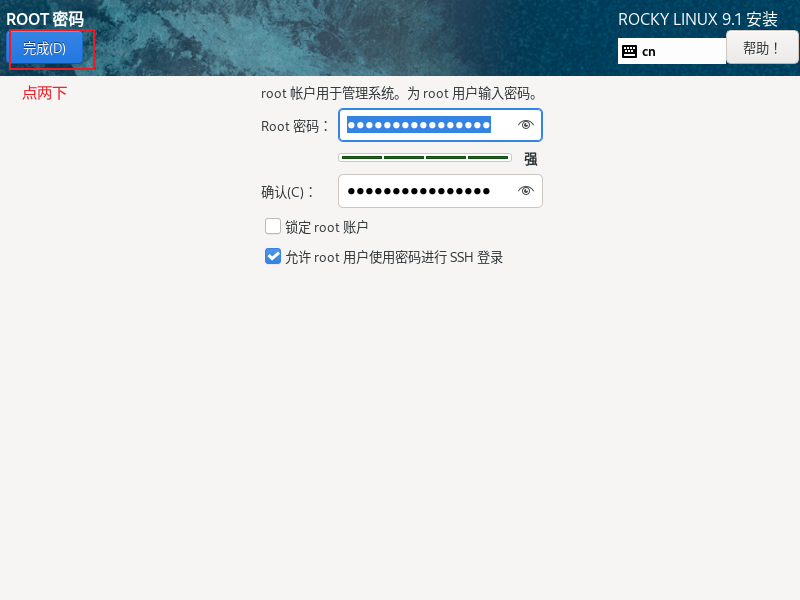 ROOT 密码
ROCKY LINUX 9.1 安装
完成(D)
cn
帮助！
点两下
root 帐户用于管理系统。为 root 用户输入密码。
Root 密码：
●●●●●●●●●●●●●●●●
强
确认(C)：
●●●●●●●●●●●●●●●●
锁定 root 账户
允许 root 用户使用密码进行 SSH 登录